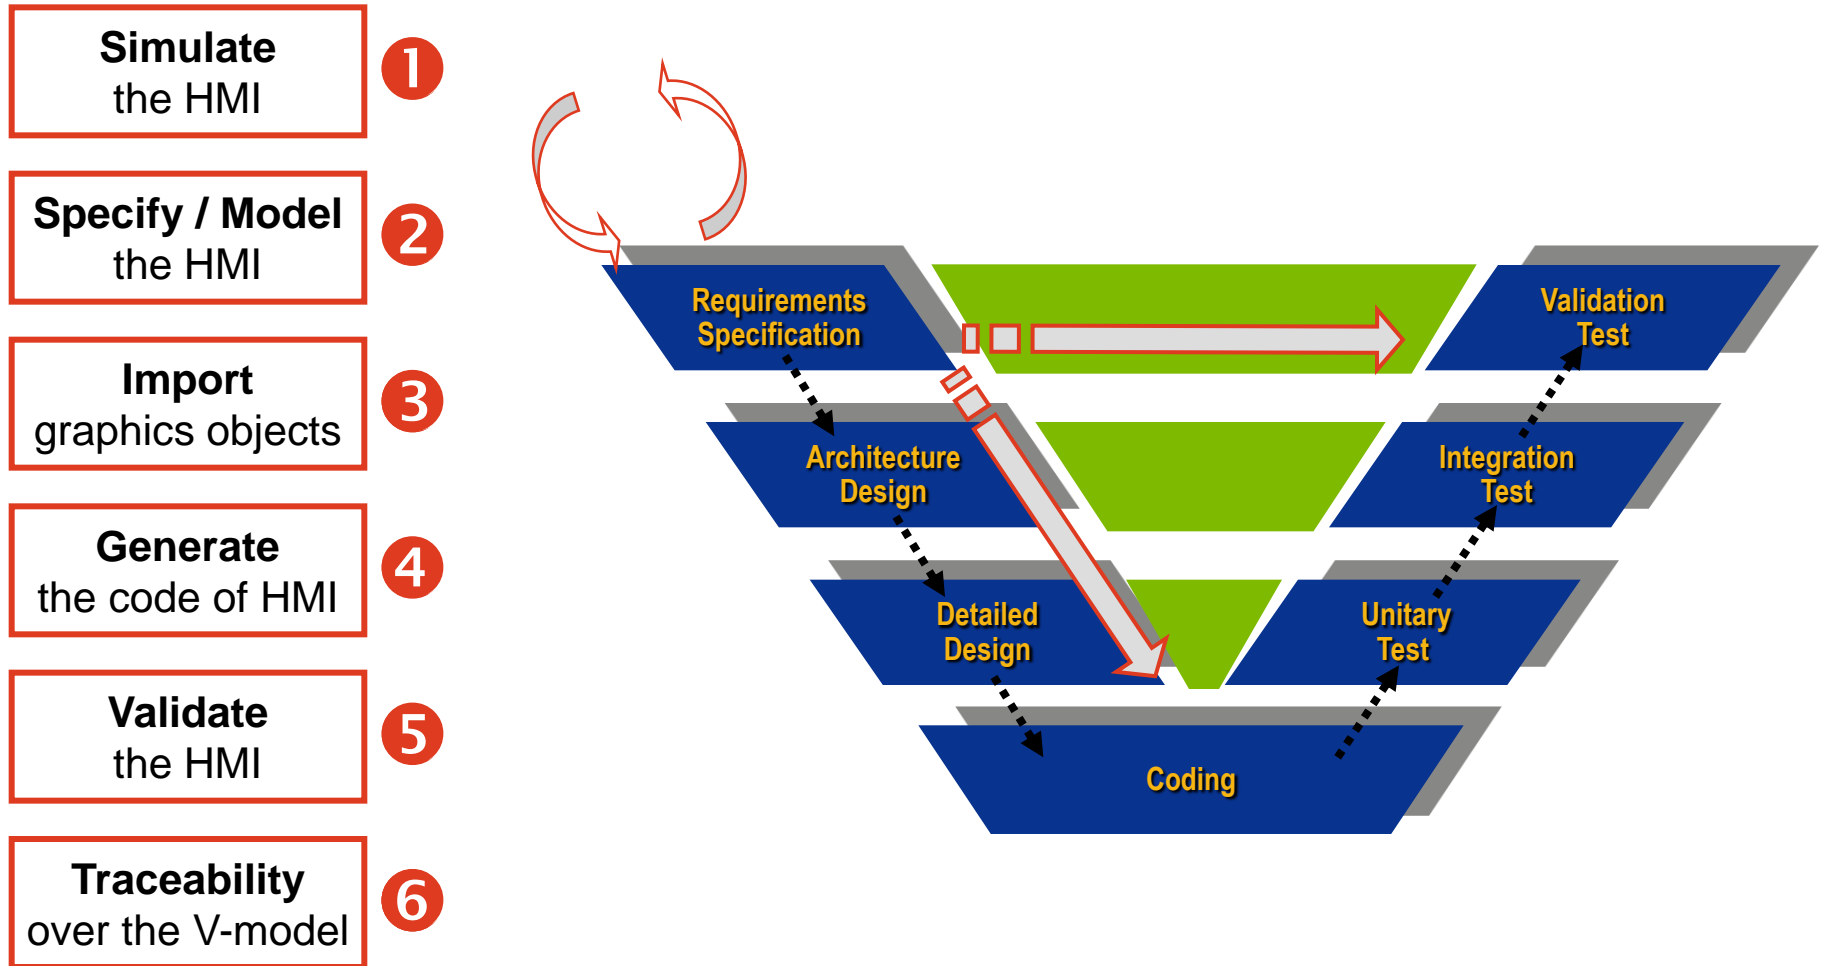 Simulate
the HMI
1
Specify / Model
the HMI
2
Import
graphics objects
3
Generate
the code of HMI
4
Validate
the HMI
5
Traceability
over the V-model
6
Requirements
Specification
Validation
Test
Architecture
Design
Integration
Test
Detailed
Design
Unitary
Test
Coding